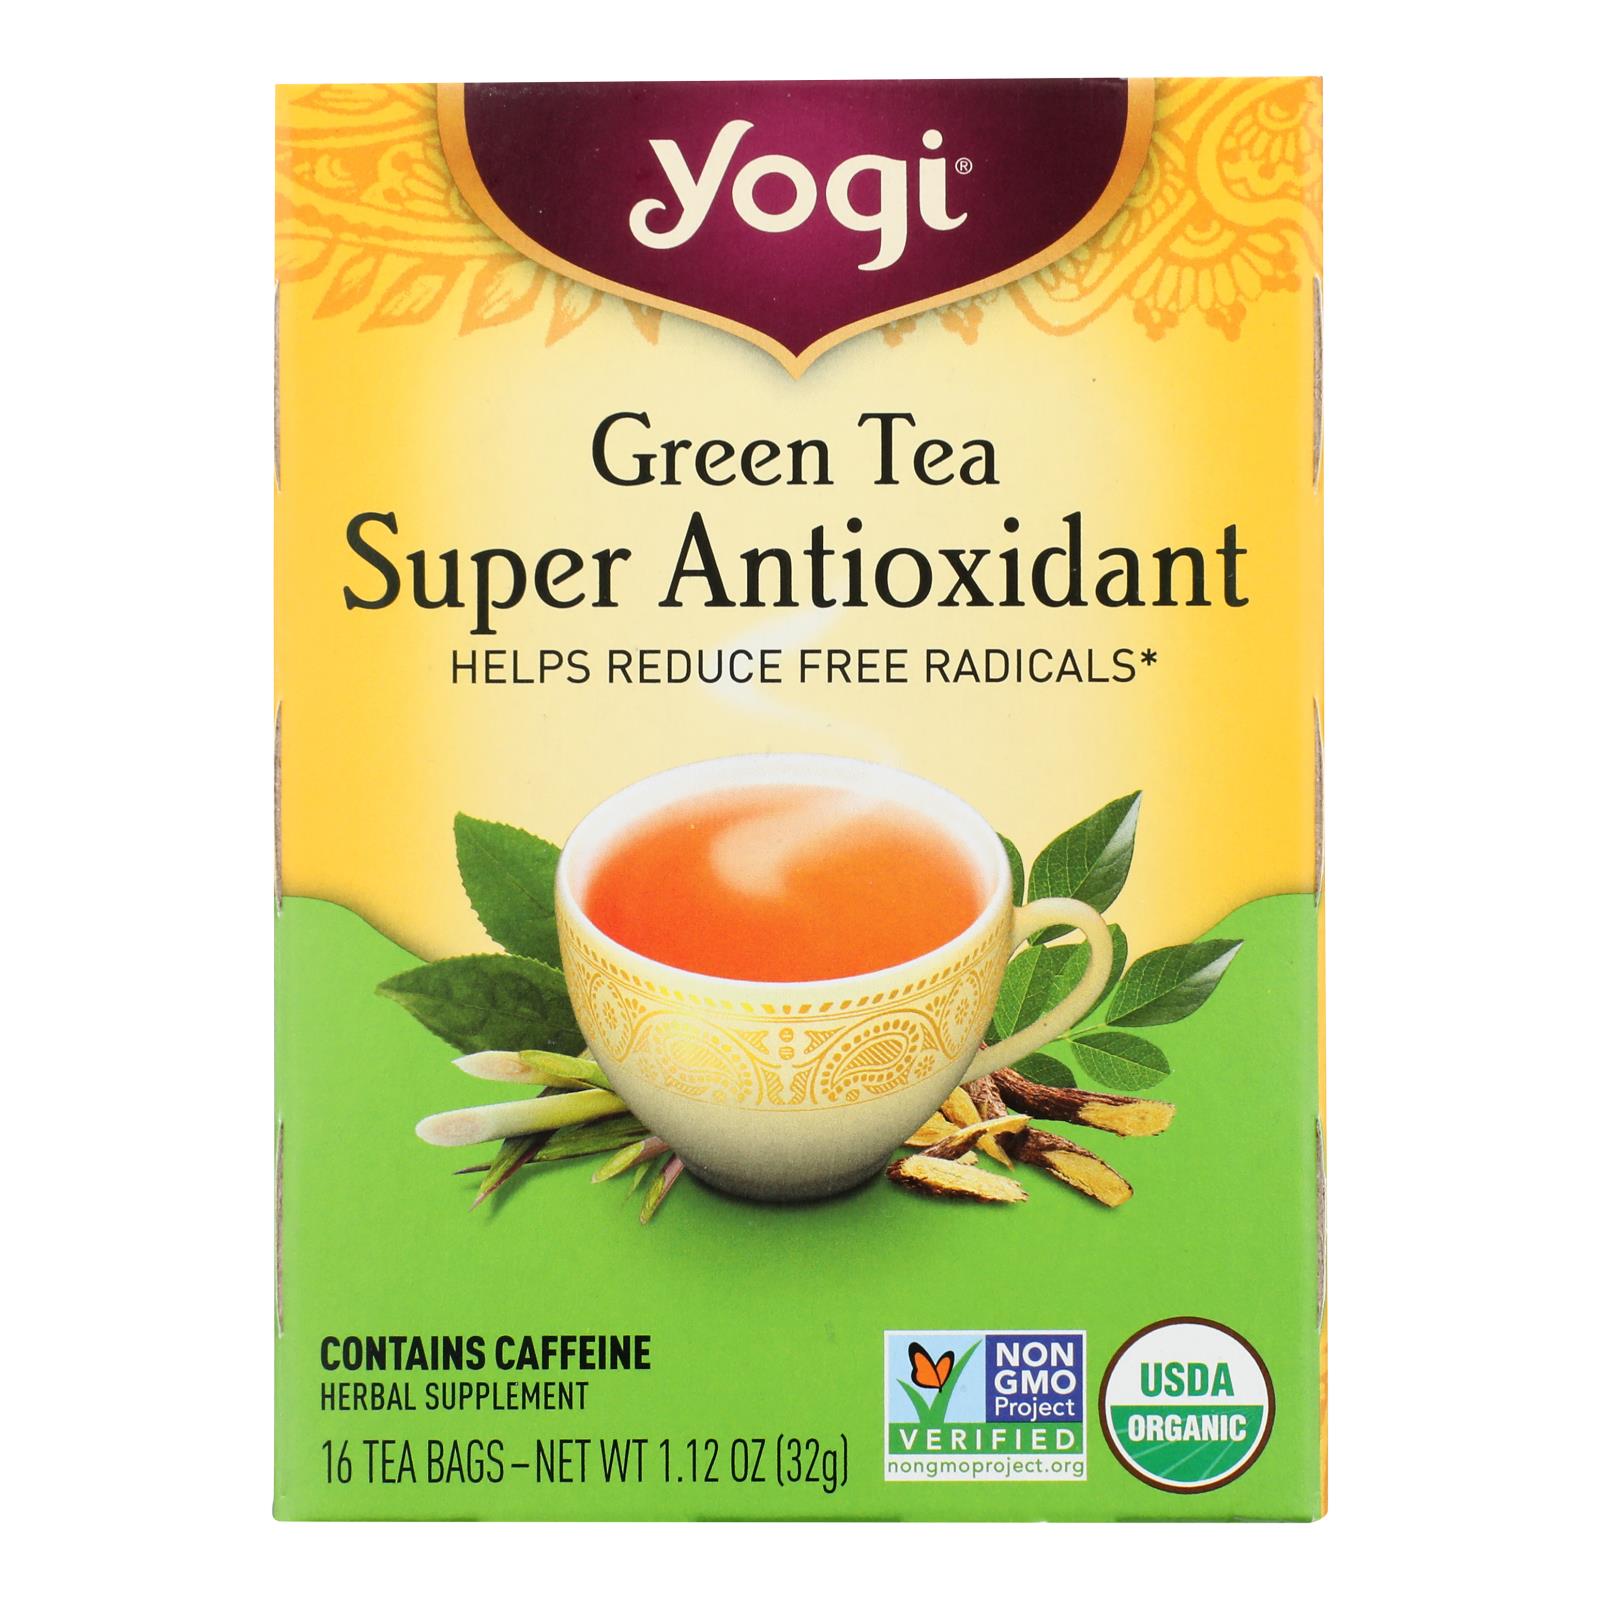 yogi®
Green Tea
Super Antioxidant
HELPS REDUCE FREE RADICALS*
CONTAINS CAFFEINE
HERBAL SUPPLEMENT
16 TEA BAGS – NET WT 1.12 OZ (32g)
NON
GMO
Project
VERIFIED
nongmoproject.org
USDA
ORGANIC